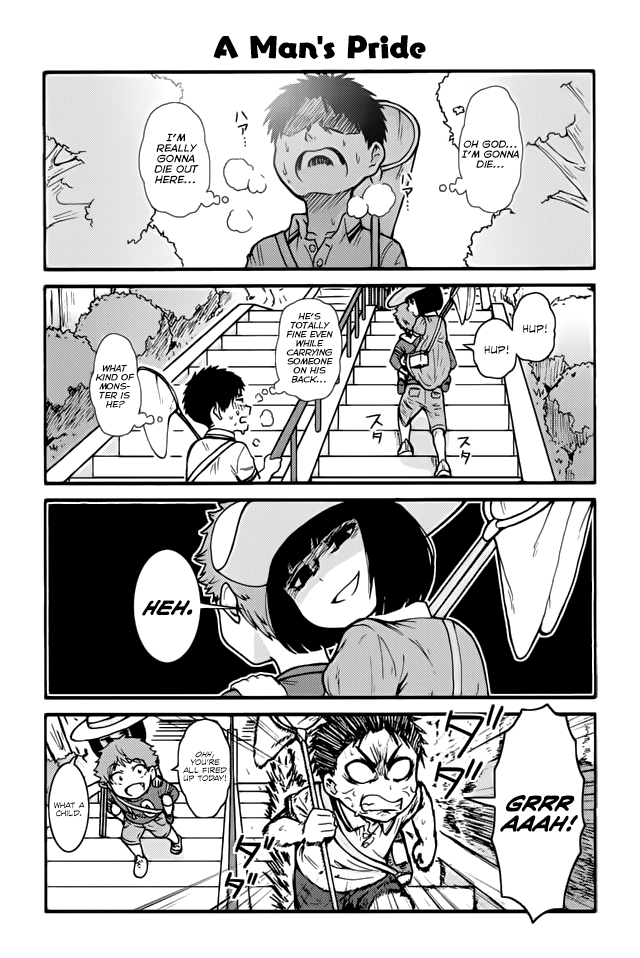 A Man's Pride
OH GOD...
I'M GONNA
DIE...
ハァ…
ハァ…
I'M
REALLY
GONNA
DIE OUT
HERE...
HUP!
HUP!
スタ
スタ
HE'S
TOTALLY
FINE EVEN
WHILE
CARRYING
SOMEONE
ON HIS
BACK...
WHAT
KIND OF
MONS-
TER IS
HE?
HEH.
GRRR
AAAH!
ダダ
ダダ
OHH,
YOU'RE
ALL FIRED
UP TODAY!
WHAT A
CHILD.